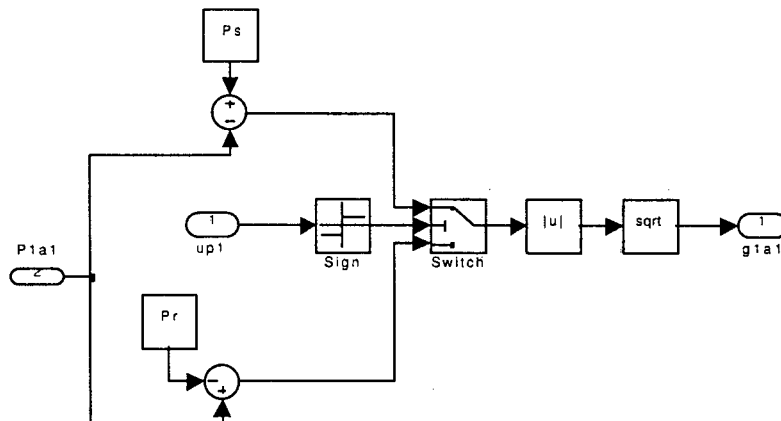 Ps
+
-
1
up1
Sign
Switch
|u|
sqrt
1
g1a1
P1a1
2
Pr
-
+